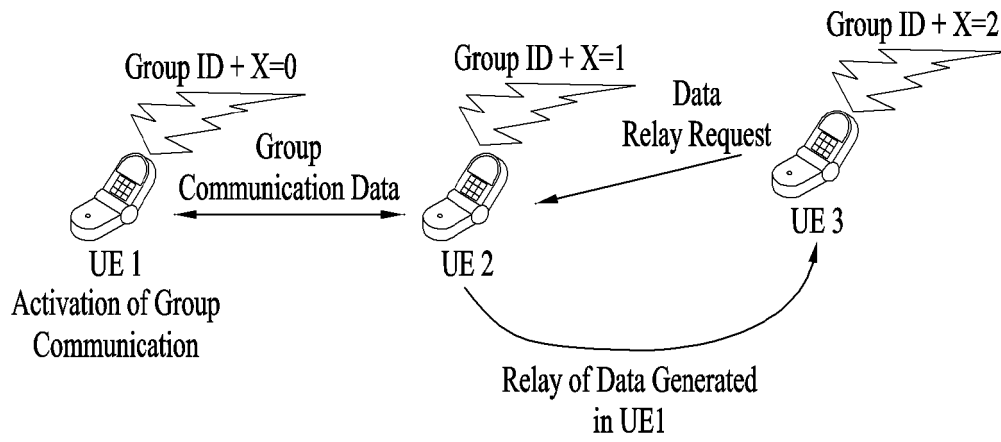 Group ID + X=0
Group ID + X=1
Group ID + X=2
Group
Communication Data
Data
Relay Request
UE 1
Activation of Group
Communication
UE 2
UE 3
Relay of Data Generated
in UE1